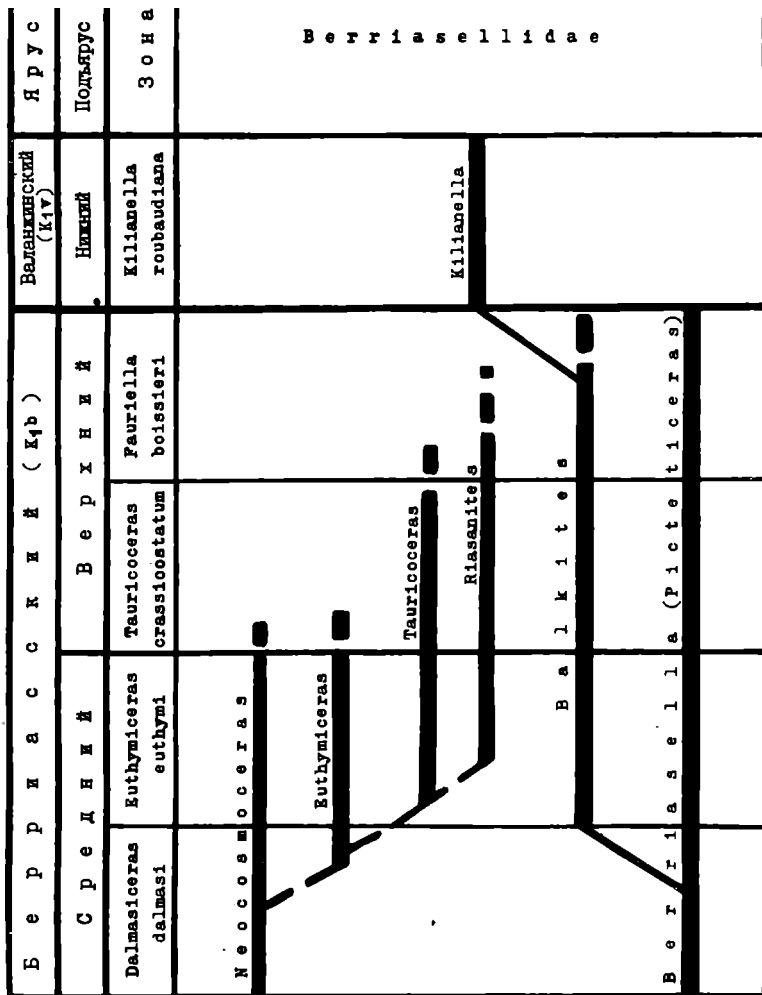 Ярус
Подъярус
Зона
Berriasellidae
Валанжинский
(K₁v)
Нижний
Kilianella
roubaudiana
Берриасский (K₁b)
Верхний
Fauriella
boissieri
Tauricoceras
crassicostatum
Средний
Euthymiceras
euthymi
Dalmasiceras
dalmasi
Neocosmoceras
Euthymiceras
Tauricoceras
Riasanites
Kilianella
Balkites
Berriasella (Picteticeras)